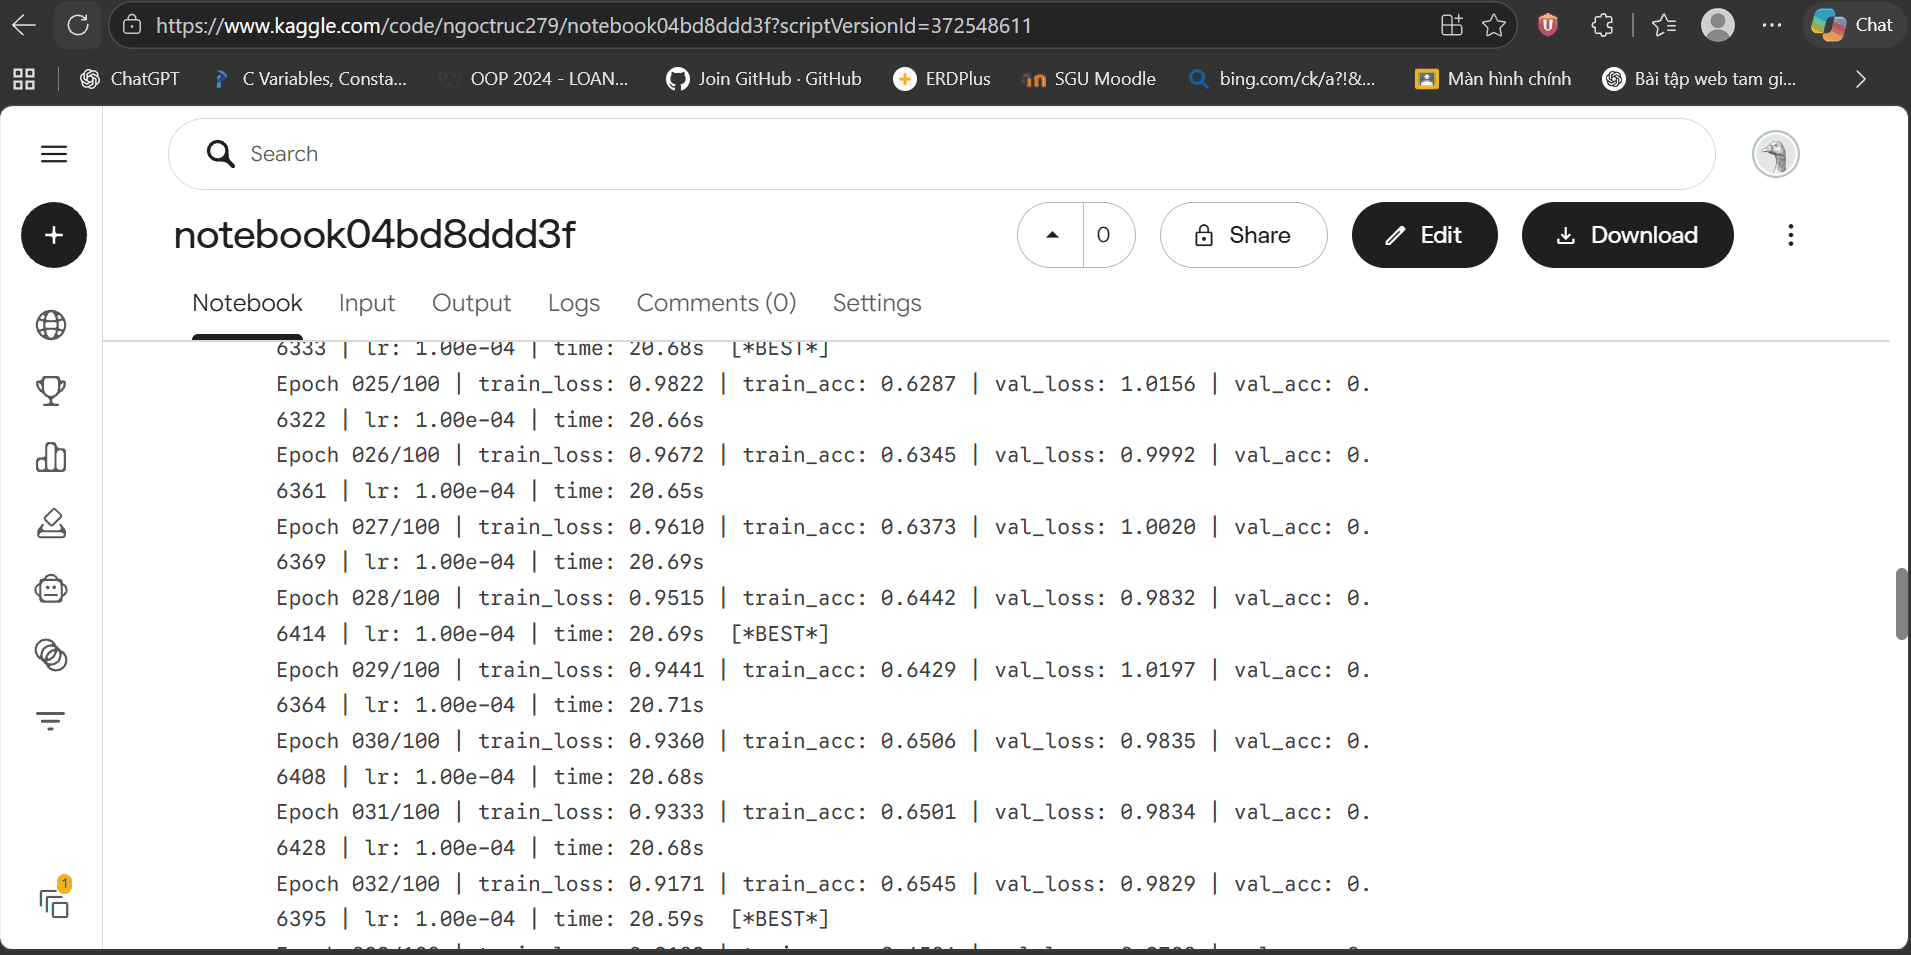 https://www.kaggle.com/code/ngoctruc279/notebook04bd8ddd3f?scriptVersionId=372548611
Chat
ChatGPT
C Variables, Consta...
OOP 2024 - LOAN...
Join GitHub · GitHub
ERDPlus
SGU Moodle
bing.com/ck/a?!&...
Màn hình chính
Bài tập web tam gi...
Search
notebook04bd8ddd3f
0
Share
Edit
Download
Notebook
Input
Output
Logs
Comments (0)
Settings
6333 | lr: 1.00e-04 | time: 20.68s [*BEST*]
Epoch 025/100 | train_loss: 0.9822 | train_acc: 0.6287 | val_loss: 1.0156 | val_acc: 0.
6322 | lr: 1.00e-04 | time: 20.66s
Epoch 026/100 | train_loss: 0.9672 | train_acc: 0.6345 | val_loss: 0.9992 | val_acc: 0.
6361 | lr: 1.00e-04 | time: 20.65s
Epoch 027/100 | train_loss: 0.9610 | train_acc: 0.6373 | val_loss: 1.0020 | val_acc: 0.
6369 | lr: 1.00e-04 | time: 20.69s
Epoch 028/100 | train_loss: 0.9515 | train_acc: 0.6442 | val_loss: 0.9832 | val_acc: 0.
6414 | lr: 1.00e-04 | time: 20.69s [*BEST*]
Epoch 029/100 | train_loss: 0.9441 | train_acc: 0.6429 | val_loss: 1.0197 | val_acc: 0.
6364 | lr: 1.00e-04 | time: 20.71s
Epoch 030/100 | train_loss: 0.9360 | train_acc: 0.6506 | val_loss: 0.9835 | val_acc: 0.
6408 | lr: 1.00e-04 | time: 20.68s
Epoch 031/100 | train_loss: 0.9333 | train_acc: 0.6501 | val_loss: 0.9834 | val_acc: 0.
6428 | lr: 1.00e-04 | time: 20.68s
Epoch 032/100 | train_loss: 0.9171 | train_acc: 0.6545 | val_loss: 0.9829 | val_acc: 0.
6395 | lr: 1.00e-04 | time: 20.59s [*BEST*]
1